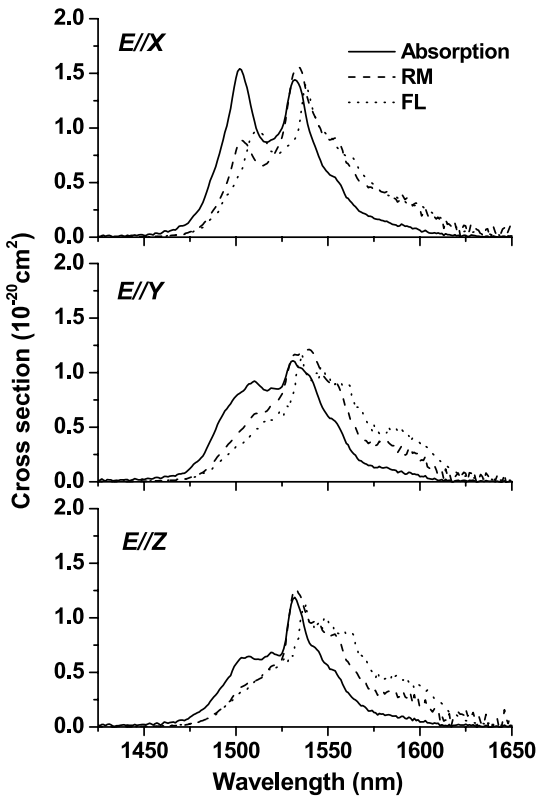 E//X
Absorption
RM
FL
2.0
1.5
1.0
0.5
0.0
E//Y
2.0
1.5
1.0
0.5
0.0
Cross section (10⁻²⁰cm²)
E//Z
2.0
1.5
1.0
0.5
0.0
1450 1500 1550 1600 1650
Wavelength (nm)